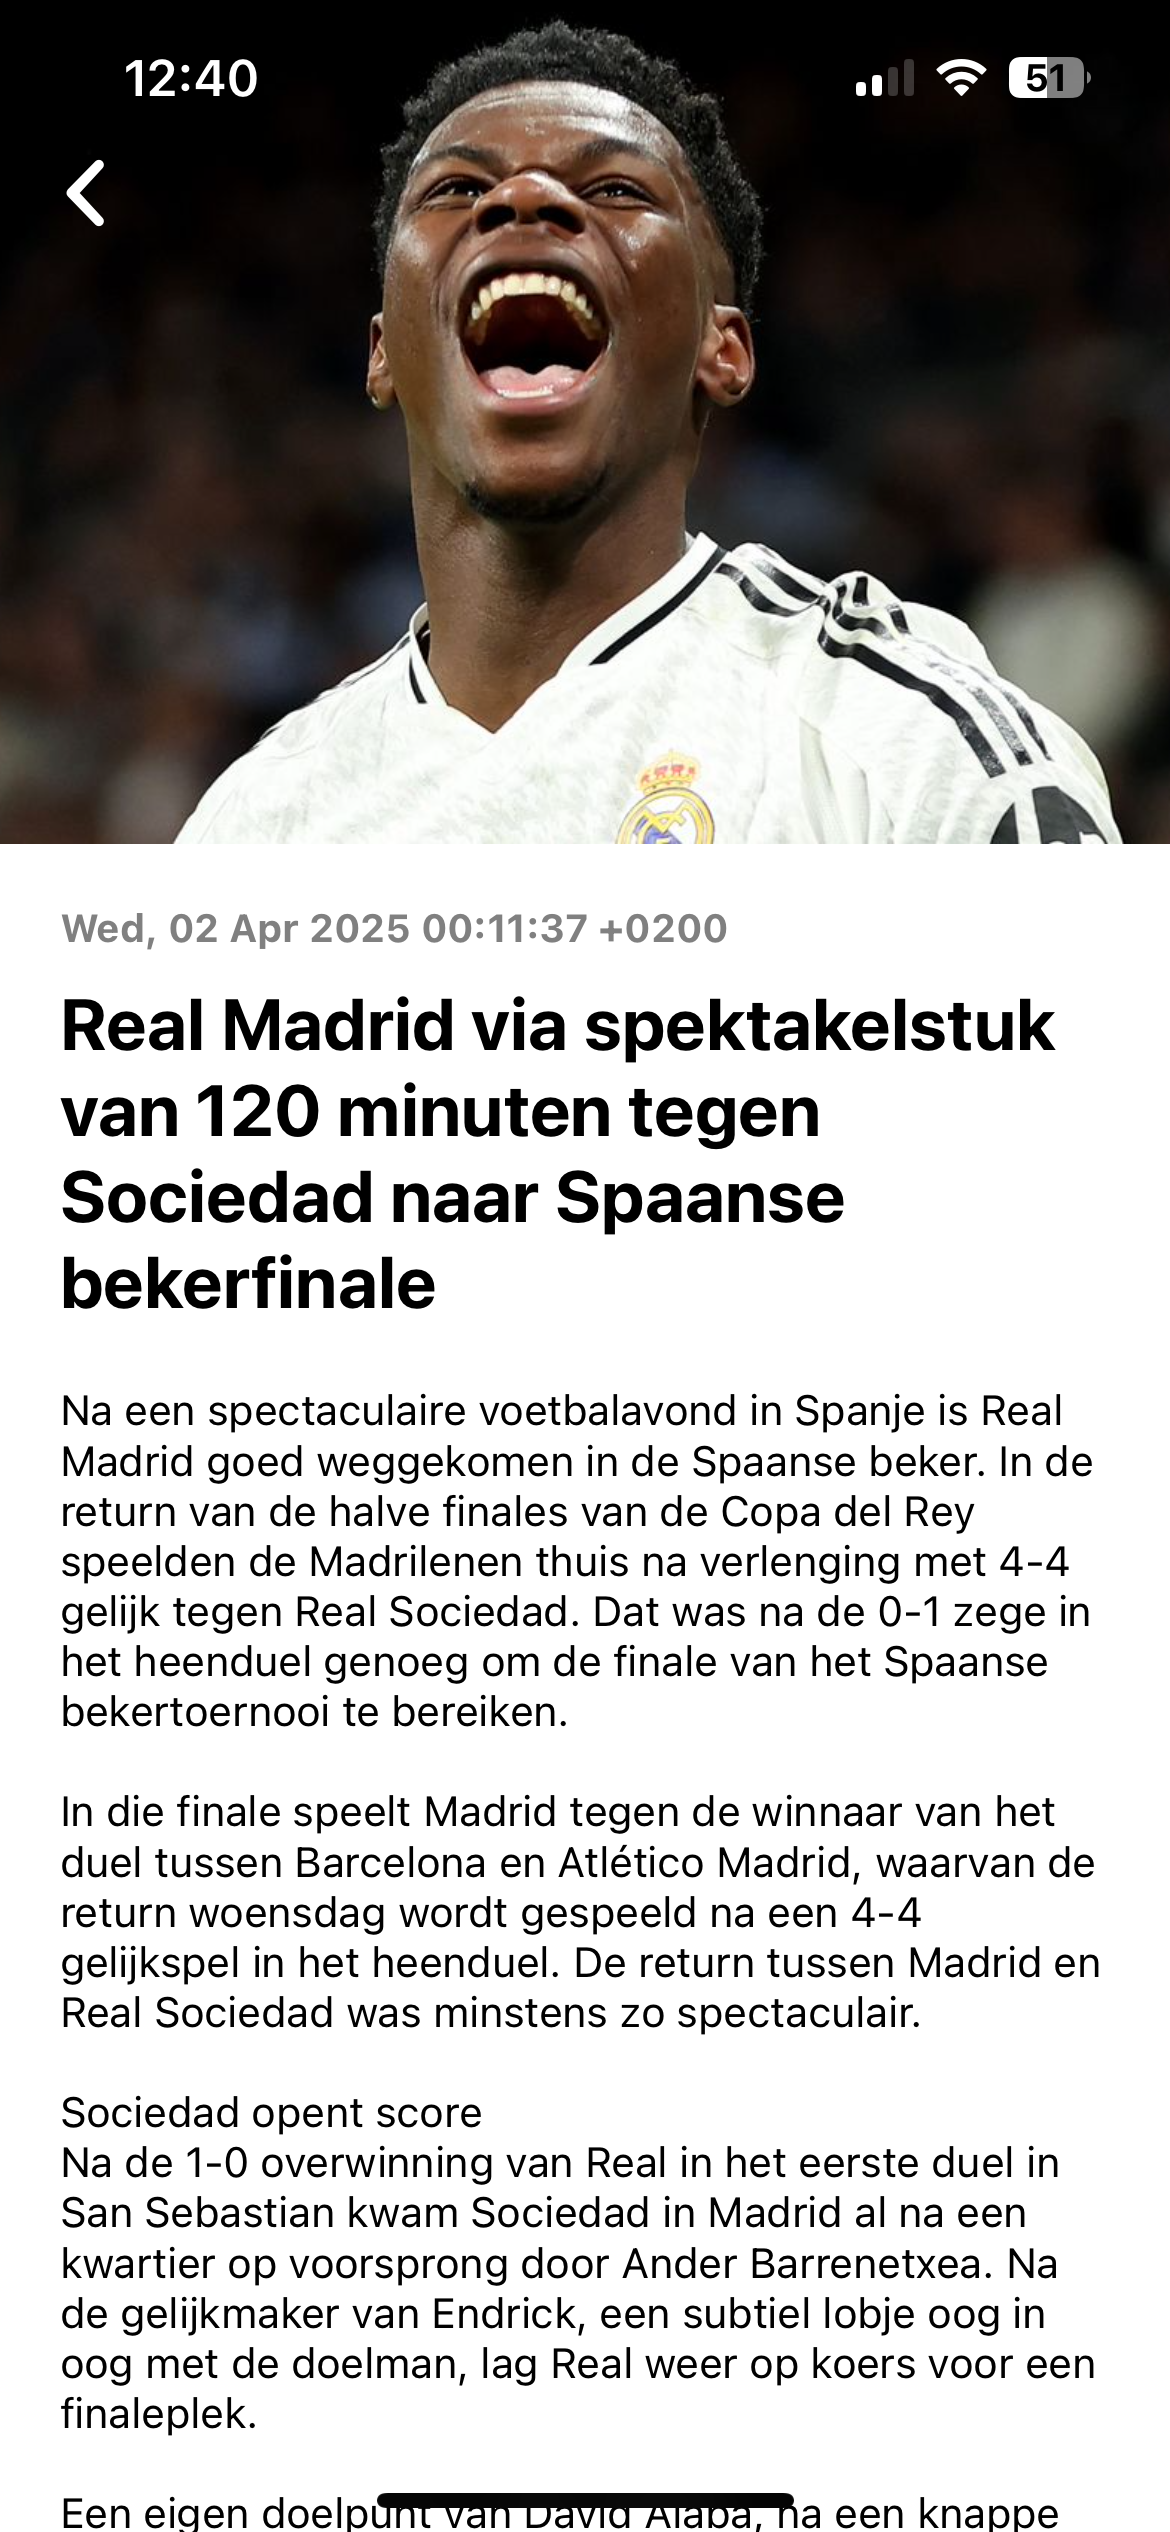 12:40
51
Wed, 02 Apr 2025 00:11:37 +0200
Real Madrid via spektakelstuk
van 120 minuten tegen
Sociedad naar Spaanse
bekerfinale
Na een spectaculaire voetbalavond in Spanje is Real
Madrid goed weggekomen in de Spaanse beker. In de
return van de halve finales van de Copa del Rey
speelden de Madrilenen thuis na verlenging met 4-4
gelijk tegen Real Sociedad. Dat was na de 0-1 zege in
het heenduel genoeg om de finale van het Spaanse
bekertoernooi te bereiken.
In die finale speelt Madrid tegen de winnaar van het
duel tussen Barcelona en Atlético Madrid, waarvan de
return woensdag wordt gespeeld na een 4-4
gelijkspel in het heenduel. De return tussen Madrid en
Real Sociedad was minstens zo spectaculair.
Sociedad opent score
Na de 1-0 overwinning van Real in het eerste duel in
San Sebastian kwam Sociedad in Madrid al na een
kwartier op voorsprong door Ander Barrenetxea. Na
de gelijkmaker van Endrick, een subtiel lobje oog in
oog met de doelman, lag Real weer op koers voor een
finaleplek.
Een eigen doelpunt van David Alaba, na een knappe